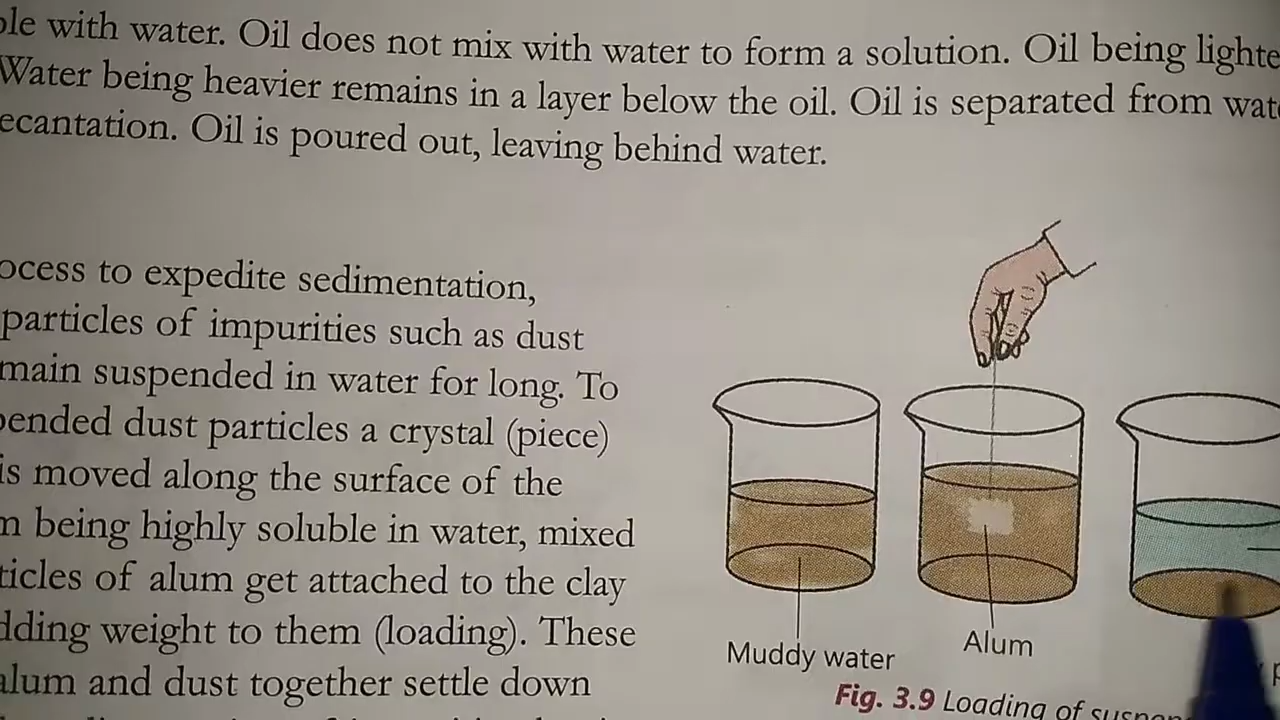 ble with water. Oil does not mix with water to form a solution. Oil being lighte
Water being heavier remains in a layer below the oil. Oil is separated from wate
ecantation. Oil is poured out, leaving behind water.
ocess to expedite sedimentation,
particles of impurities such as dust
main suspended in water for long. To
pended dust particles a crystal (piece)
is moved along the surface of the
m being highly soluble in water, mixed
ticles of alum get attached to the clay
dding weight to them (loading). These
alum and dust together settle down
Muddy water
Alum
Fig. 3.9 Loading of suspen